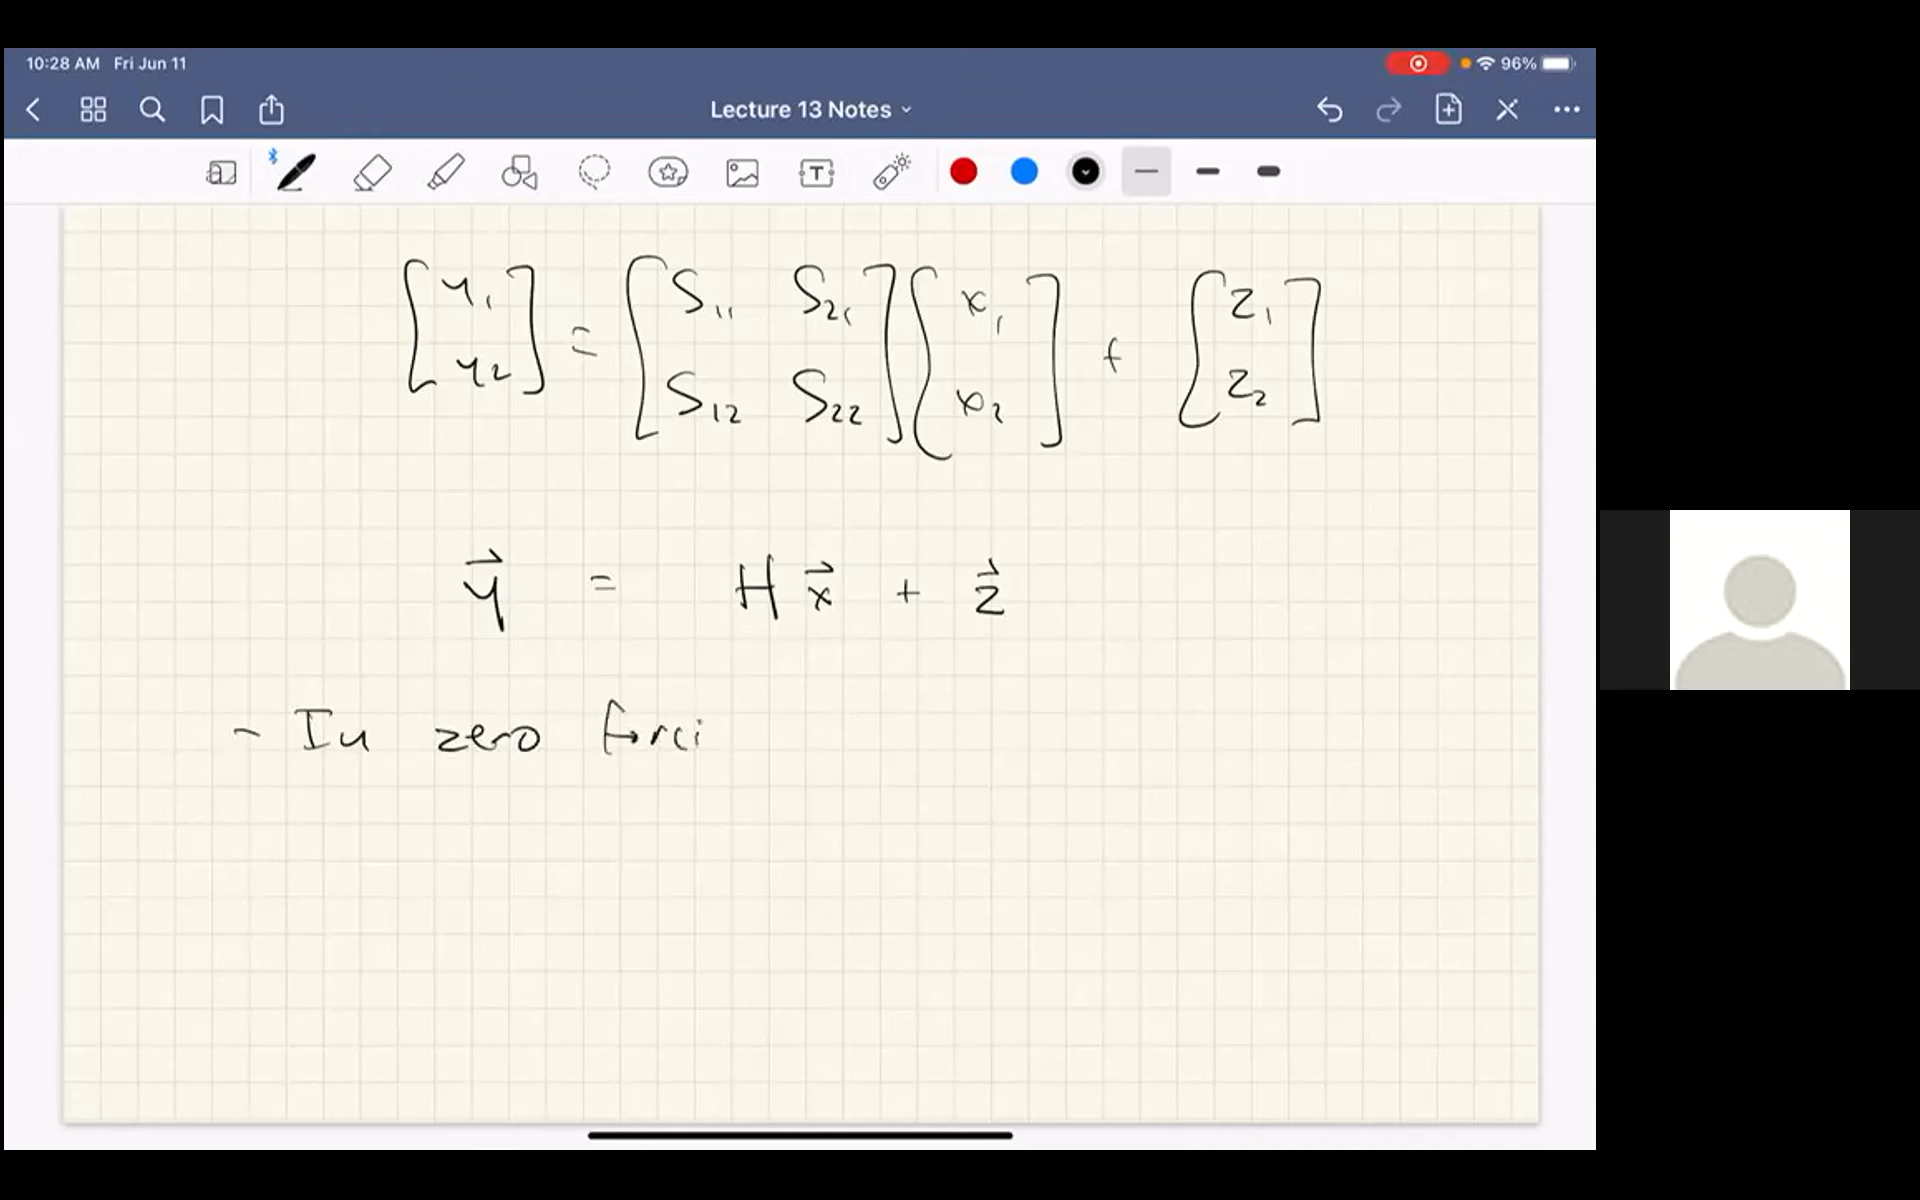 10:28 AM Fri Jun 11 96%
Lecture 13 Notes
[y₁ y₂] = [S₁₁ S₂₁ S₁₂ S₂₂] [x₁ x₂] + [z₁ z₂]
y⃗ = H x⃗ + z⃗
- In zero forci